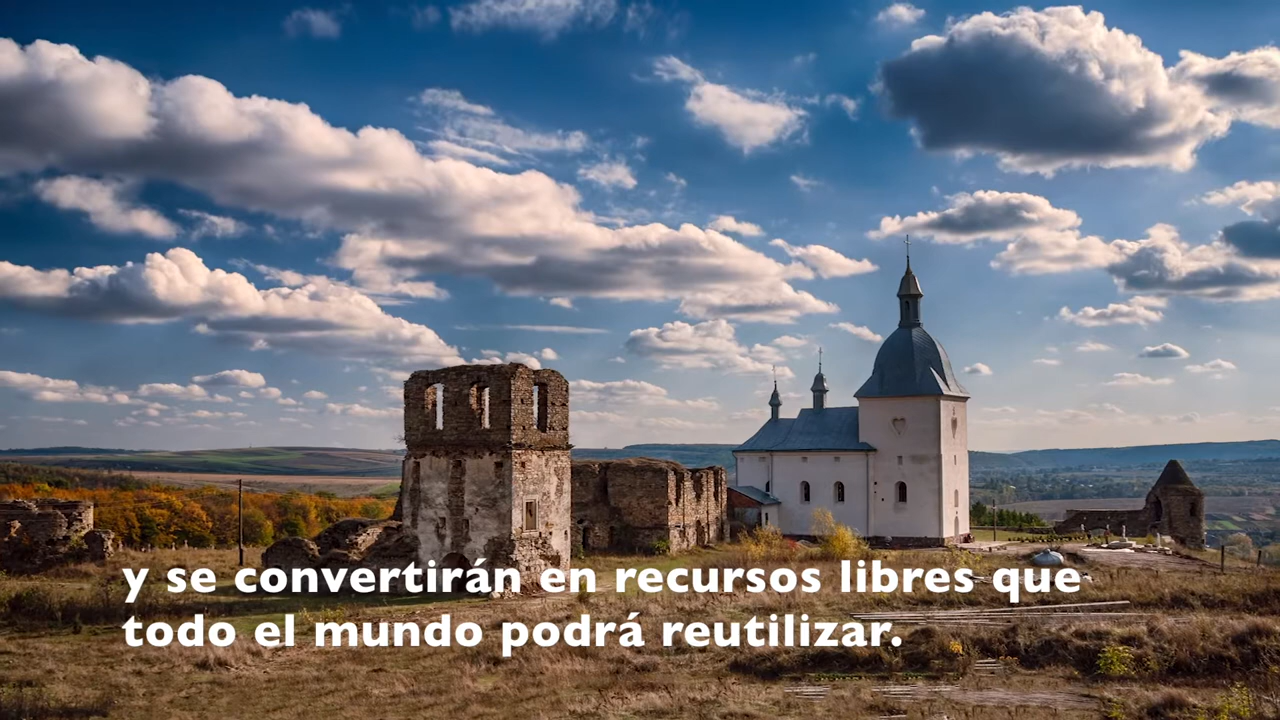 y se convertirán en recursos libres que
todo el mundo podrá reutilizar.